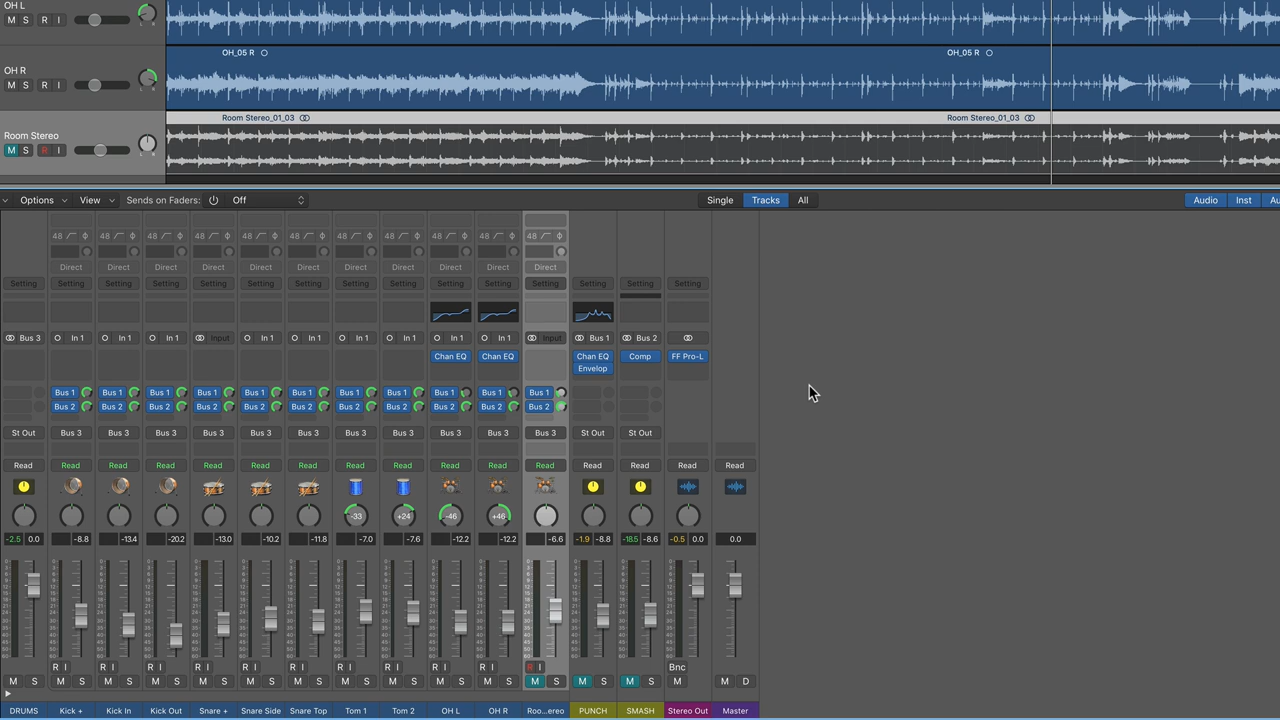 OH L
M S R I
OH_05 R OH_05 R
OH R
M S R I
Room Stereo_01_03 Room Stereo_01_03
Room Stereo
M S R I
Options View Sends on Faders: Off Single Tracks All Audio Inst Au
48 48 48 48 48 48 48 48 48 48 48
Direct Direct Direct Direct Direct Direct Direct Direct Direct Direct Direct
Setting Setting Setting Setting Setting Setting Setting Setting Setting Setting Setting Setting Setting Setting Setting
Bus 3 In 1 In 1 In 1 Input In 1 In 1 In 1 In 1 In 1 In 1 Input Bus 1 Bus 2
Chan EQ Chan EQ Chan EQ Comp FF Pro-L
Envelop
Bus 1 Bus 1 Bus 1 Bus 1 Bus 1 Bus 1 Bus 1 Bus 1 Bus 1 Bus 1 Bus 1
Bus 2 Bus 2 Bus 2 Bus 2 Bus 2 Bus 2 Bus 2 Bus 2 Bus 2 Bus 2 Bus 2
St Out Bus 3 Bus 3 Bus 3 Bus 3 Bus 3 Bus 3 Bus 3 Bus 3 Bus 3 Bus 3 Bus 3 St Out St Out
Read Read Read Read Read Read Read Read Read Read Read Read Read Read Read Read
-33 +24 -46 +46
-2.5 0.0 -8.8 -13.4 -20.2 -13.0 -10.2 -11.8 -7.0 -7.6 -12.2 -12.2 -6.6 -1.9 -8.8 -18.5 -8.6 -0.5 0.0 0.0
R I R I R I R I R I R I R I R I R I R I R I Bnc
M S M S M S M S M S M S M S M S M S M S M S M S M S M S M M D
DRUMS Kick + Kick In Kick Out Snare + Snare Side Snare Top Tom 1 Tom 2 OH L OH R Roo...ereo PUNCH SMASH Stereo Out Master